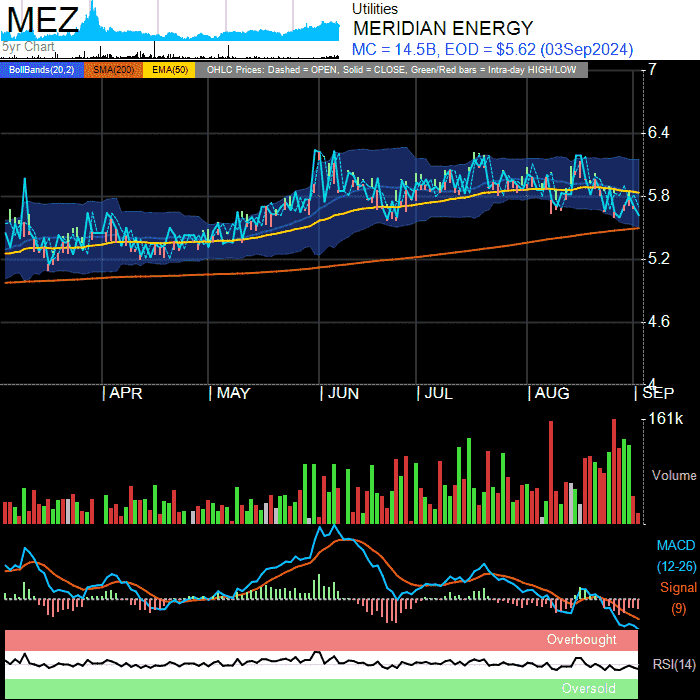 MEZ
5yr Chart
Utilities
MERIDIAN ENERGY
MC = 14.5B, EOD = $5.62 (03Sep2024)
BollBands(20,2) SMA(200) EMA(50) OHLC Prices: Dashed = OPEN, Solid = CLOSE, Green/Red bars = Intra-day HIGH/LOW
7
6.4
5.8
5.2
4.6
4
APR MAY JUN JUL AUG SEP
161k
Volume
MACD
(12-26)
Signal
(9)
Overbought
RSI(14)
Oversold